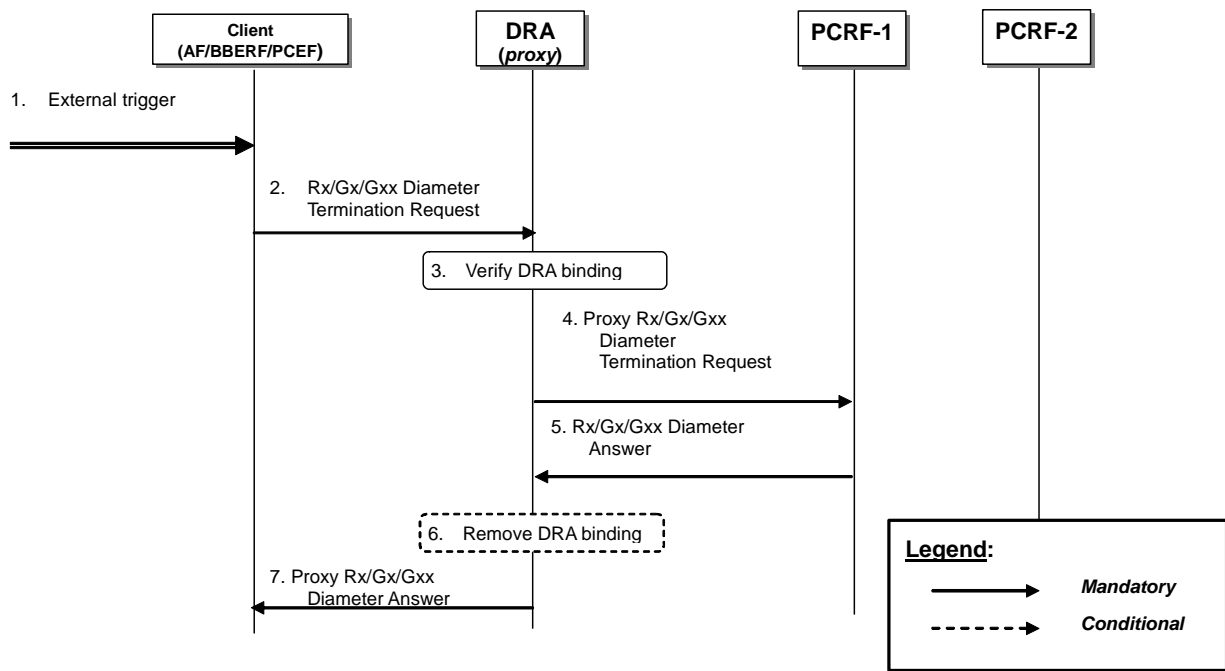 Client
(AF/BBERF/PCEF)
DRA
(proxy)
PCRF-1
PCRF-2
1. External trigger
2. Rx/Gx/Gxx Diameter
Termination Request
3. Verify DRA binding
4. Proxy Rx/Gx/Gxx
Diameter
Termination Request
5. Rx/Gx/Gxx Diameter
Answer
6. Remove DRA binding
7. Proxy Rx/Gx/Gxx
Diameter Answer
Legend:
Mandatory
Conditional